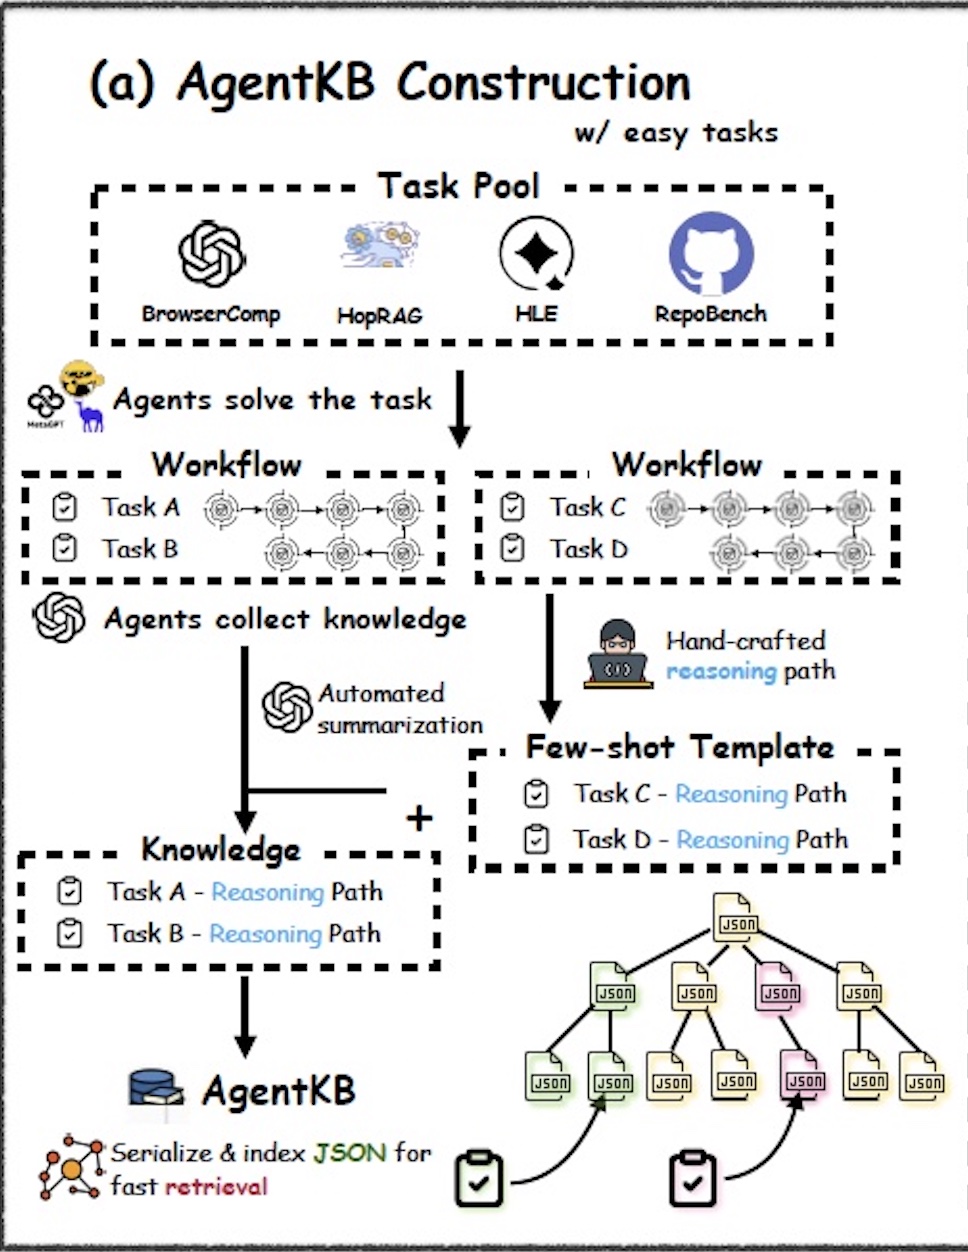 (a) AgentKB Construction
w/ easy tasks
Task Pool
BrowserComp
HopRAG
HLE
RepoBench
MetaGPT
Agents solve the task
Workflow
Task A
Task B
Workflow
Task C
Task D
Agents collect knowledge
Hand-crafted
reasoning path
Automated
summarization
Few-shot Template
Task C - Reasoning Path
Task D - Reasoning Path
+
Knowledge
Task A - Reasoning Path
Task B - Reasoning Path
JSON
JSON
JSON
JSON
JSON
JSON
JSON
JSON
JSON
JSON
JSON
JSON
AgentKB
Serialize & index JSON for
fast retrieval